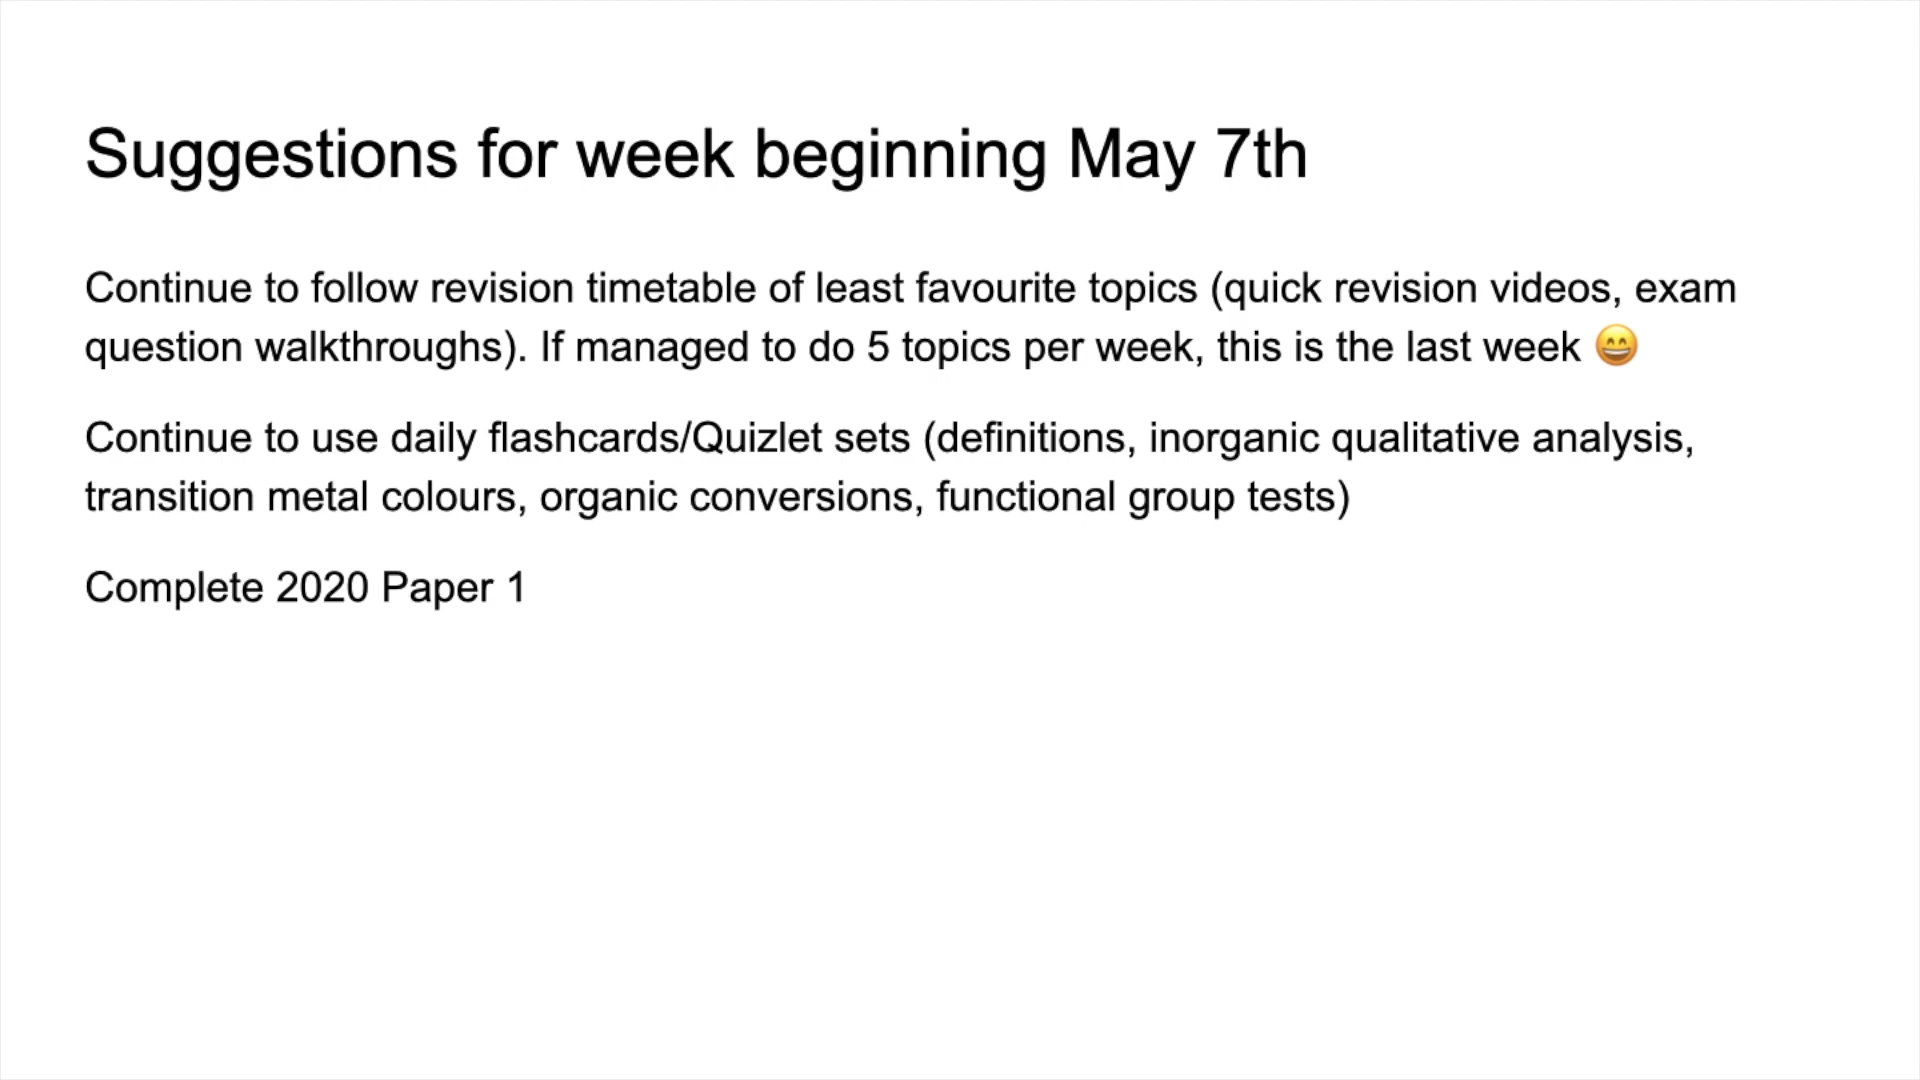 Suggestions for week beginning May 7th
Continue to follow revision timetable of least favourite topics (quick revision videos, exam
question walkthroughs). If managed to do 5 topics per week, this is the last week 😄
Continue to use daily flashcards/Quizlet sets (definitions, inorganic qualitative analysis,
transition metal colours, organic conversions, functional group tests)
Complete 2020 Paper 1